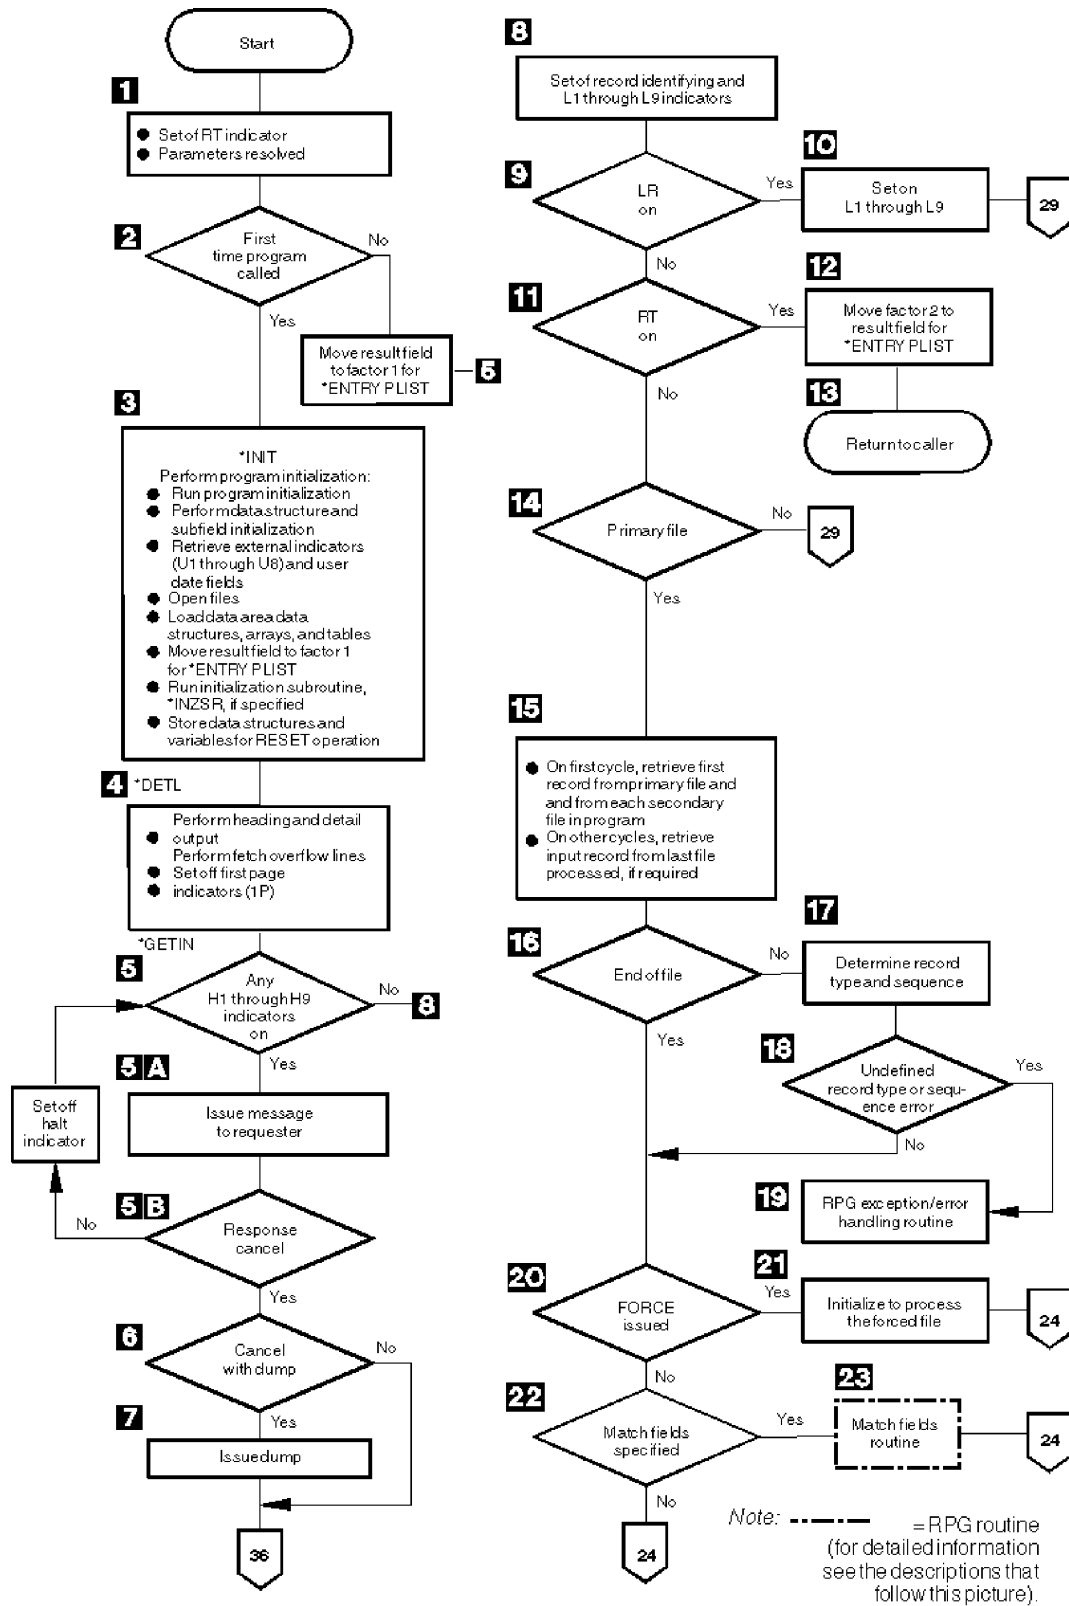 Start
1
Setof RT indicator
Parameters resolved
2
First
time program
called
No
Yes
Move result field
to factor 1 for
*ENTRY PLIST
5
3
*INIT
Perform program initialization:
Run program initialization
Perform data structure and
subfield initialization
Retrieve external indicators
(U1 through U8) and user
date fields
Open files
Load data area data
structures, arrays, and tables
Move result field to factor 1
for *ENTRY PLIST
Run initialization subroutine,
*INZSR, if specified
Store data structures and
variables for RESET operation
4 *DETL
Perform heading and detail
output
Perform fetch overflow lines
Set off first page
indicators (1P)
*GETIN
5
Any
H1 through H9
indicators
on
No
8
Yes
5 A
Issue message
to requester
Set off
halt
indicator
5 B
No
Response
cancel
Yes
6
Cancel
with dump
No
Yes
7
Issue dump
36
8
Set of record identifying and
L1 through L9 indicators
9
LR
on
Yes
10
Set on
L1 through L9
29
No
11
RT
on
Yes
12
Move factor 2 to
result field for
*ENTRY PLIST
13
Return to caller
No
14
Primary file
No
29
Yes
15
On first cycle, retrieve first
record from primary file and
and from each secondary
file in program
On other cycles, retrieve
input record from last file
processed, if required
16
End of file
No
17
Determine record
type and sequence
Yes
18
Undefined
record type or sequ-
ence error
Yes
No
19
RPG exception/error
handling routine
20
FORCE
issued
Yes
21
Initialize to process
the forced file
24
No
22
Match fields
specified
Yes
23
Match fields
routine
24
No
24
Note:
= RPG routine
(for detailed information
see the descriptions that
follow this picture).